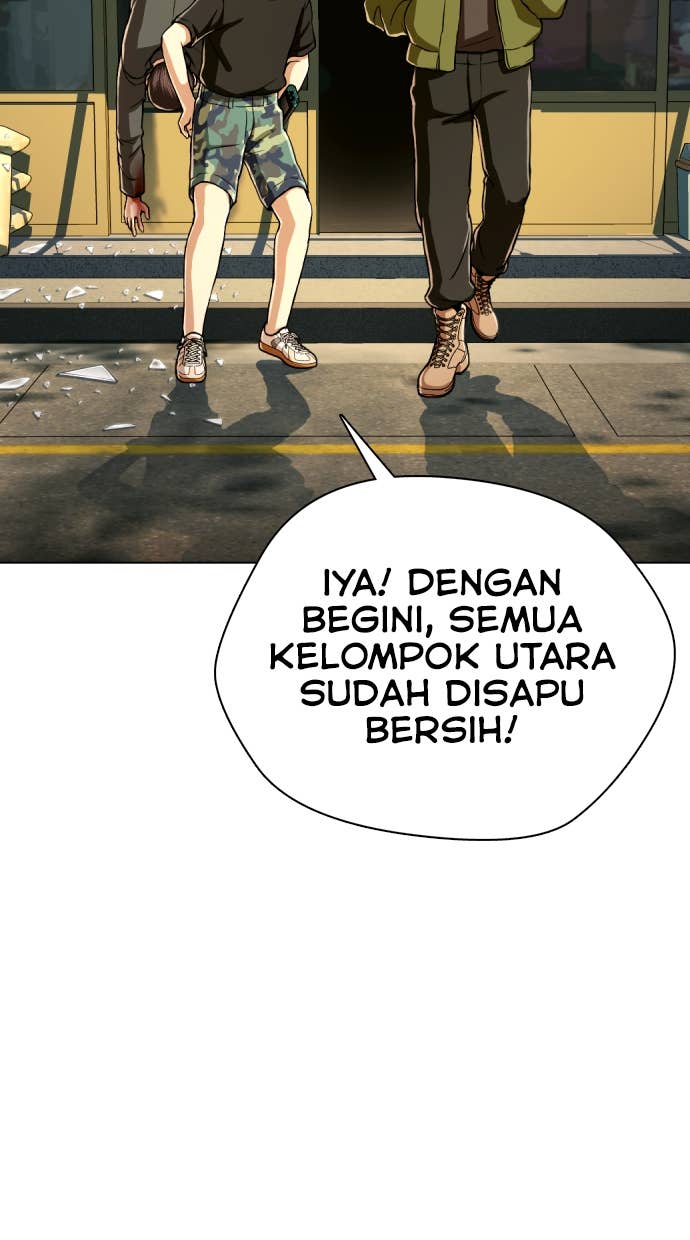 IYA! DENGAN
BEGINI, SEMUA
KELOMPOK UTARA
SUDAH DISAPU
BERSIH!